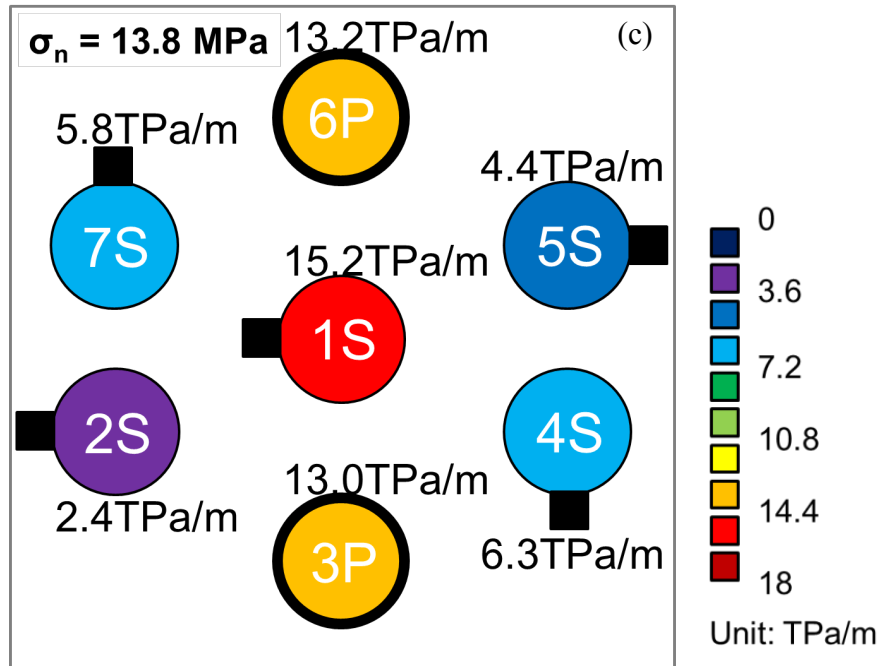 σn = 13.8 MPa
13.2TPa/m
(c)
6P
5.8TPa/m
7S
4.4TPa/m
5S
15.2TPa/m
1S
2S
2.4TPa/m
4S
6.3TPa/m
13.0TPa/m
3P
0
3.6
7.2
10.8
14.4
18
Unit: TPa/m